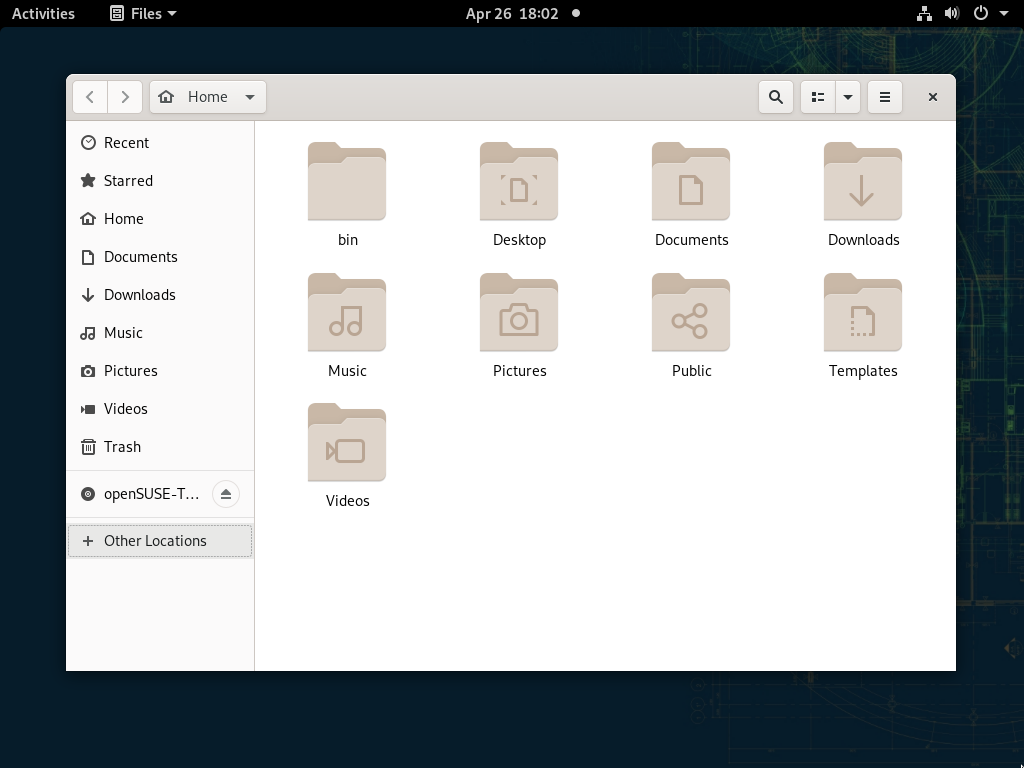 Activities Files Apr 26 18:02
Home
Recent
Starred
Home
Documents
Downloads
Music
Pictures
Videos
Trash
openSUSE-T...
Other Locations
bin Desktop Documents Downloads
Music Pictures Public Templates
Videos